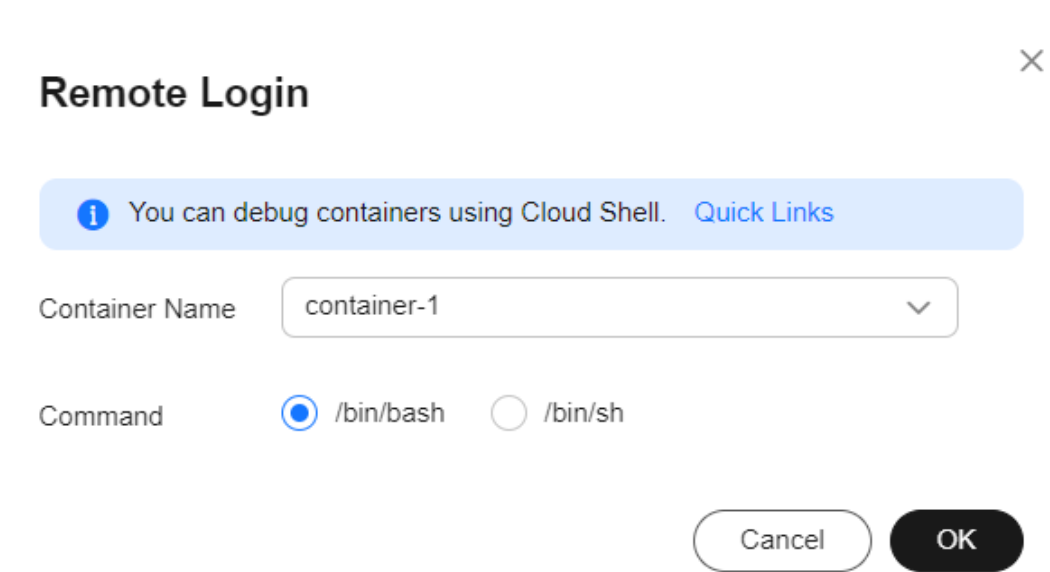 Remote Login
You can debug containers using Cloud Shell. Quick Links
Container Name container-1
Command /bin/bash /bin/sh
Cancel OK